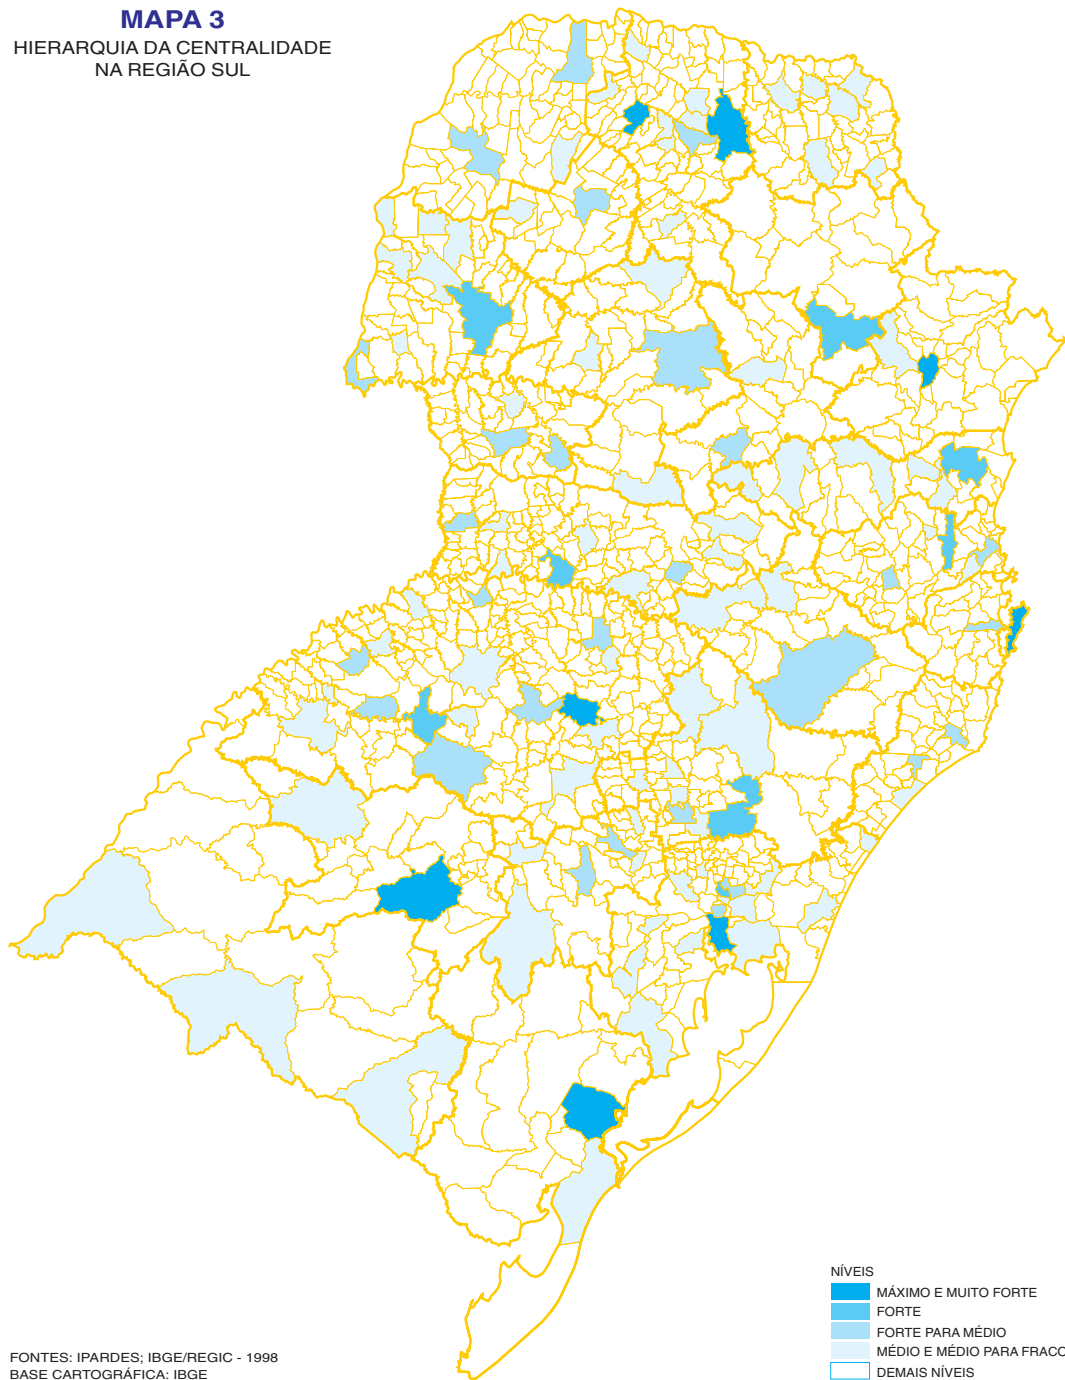 MAPA 3
HIERARQUIA DA CENTRALIDADE
NA REGIÃO SUL
NÍVEIS
MÁXIMO E MUITO FORTE
FORTE
FORTE PARA MÉDIO
MÉDIO E MÉDIO PARA FRACO
DEMAIS NÍVEIS
FONTES: IPARDES; IBGE/REGIC - 1998
BASE CARTOGRÁFICA: IBGE